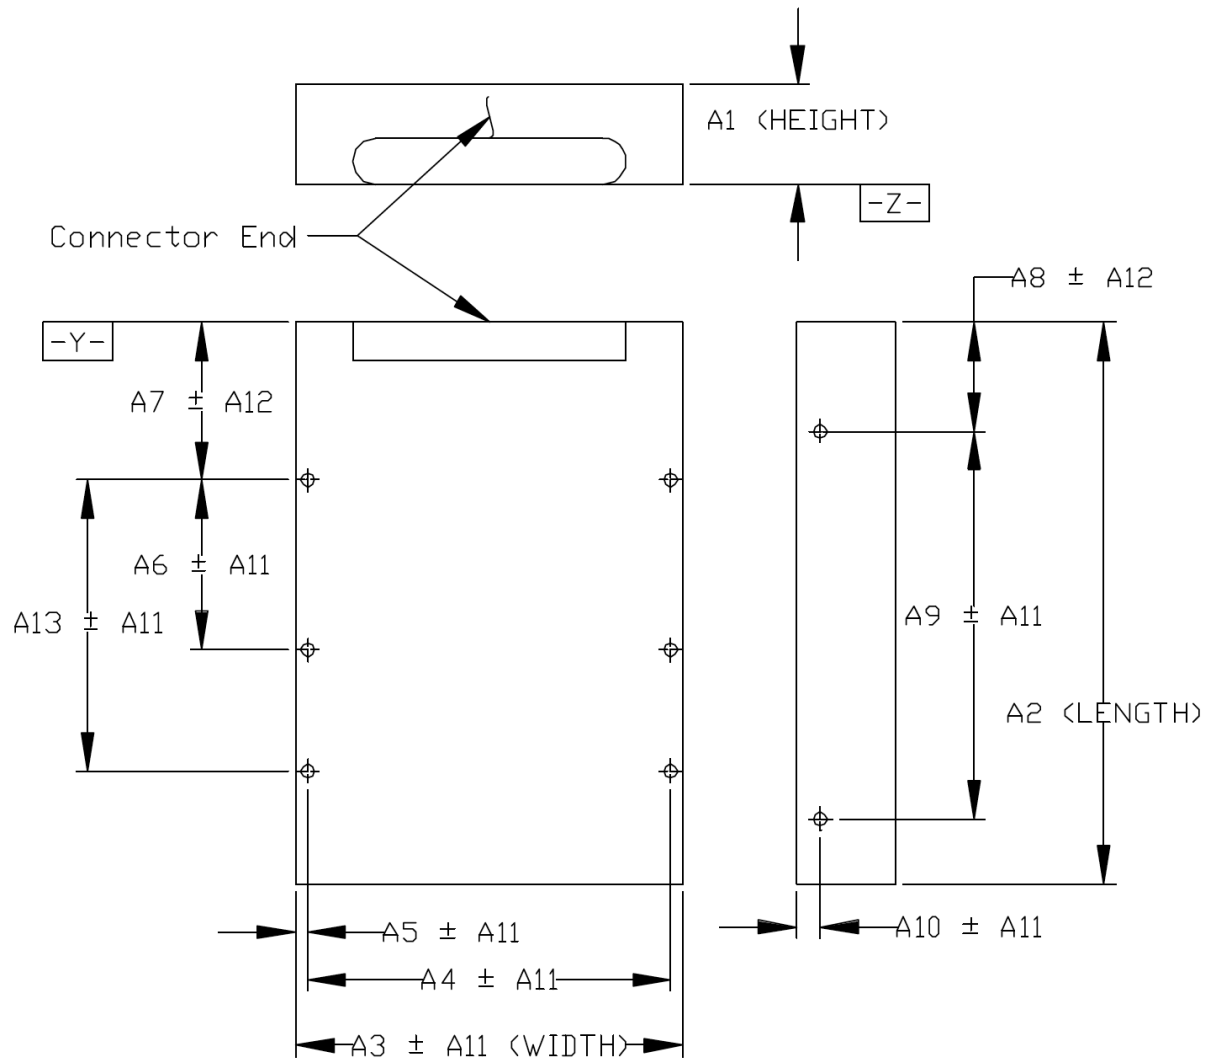 A1 (HEIGHT)
-Z-
Connector End
A8 ± A12
-Y-
A7 ± A12
A6 ± A11
A13 ± A11
A9 ± A11
A2 (LENGTH)
A5 ± A11
A10 ± A11
A4 ± A11
A3 ± A11 (WIDTH)